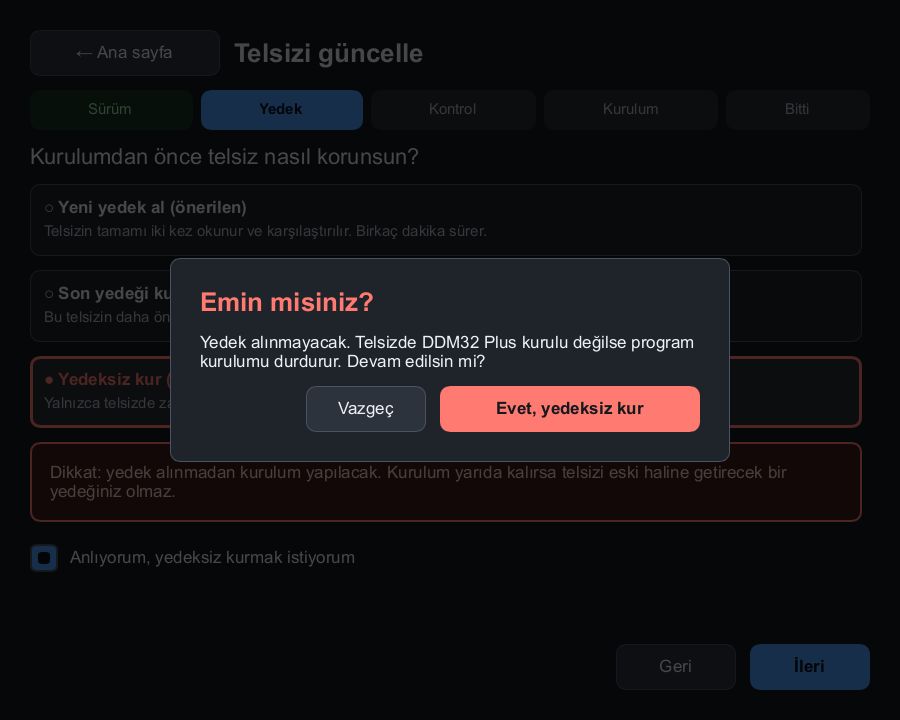 ← Ana sayfa
Telsizi güncelle
Sürüm
Yedek
Kontrol
Kurulum
Bitti
Kurulumdan önce telsiz nasıl korunsun?
○ Yeni yedek al (önerilen)
Telsizin tamamı iki kez okunur ve karşılaştırılır. Birkaç dakika sürer.
○ Son yedeği
Bu telsizin daha
● Yedeksiz kur (
Yalnızca telsizde
Emin misiniz?
Yedek alınmayacak. Telsizde DDM32 Plus kurulu değilse program
kurulumu durdurur. Devam edilsin mi?
Vazgeç
Evet, yedeksiz kur
Dikkat: yedek alınmadan kurulum yapılacak. Kurulum yarıda kalırsa telsizi eski haline getirecek bir
yedeğiniz olmaz.
Anlıyorum, yedeksiz kurmak istiyorum
Geri
İleri